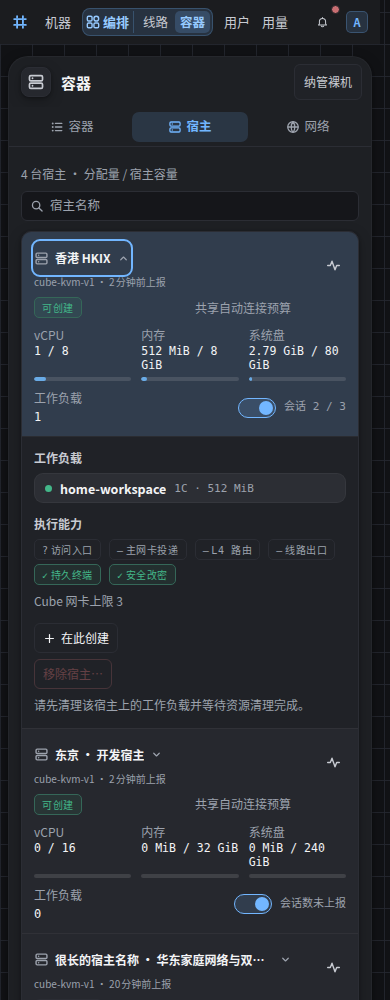 机器 编排 线路 容器 用户 用量 A
容器 纳管裸机
容器 宿主 网络
4 台宿主 · 分配量 / 宿主容量
宿主名称
香港 HKIX
cube-kvm-v1 · 2分钟前上报
可创建 共享自动连接预算
vCPU 内存 系统盘
1 / 8 512 MiB / 8 GiB 2.79 GiB / 80 GiB
工作负载 会话 2 / 3
1
工作负载
home-workspace 1C · 512 MiB
执行能力
? 访问入口 — 主网卡投递 — L4 路由 — 线路出口
✓ 持久终端 ✓ 安全改密
Cube 网卡上限 3
+ 在此创建
移除宿主…
请先清理该宿主上的工作负载并等待资源清理完成。
东京 · 开发宿主
cube-kvm-v1 · 2分钟前上报
可创建 共享自动连接预算
vCPU 内存 系统盘
0 / 16 0 MiB / 32 GiB 0 MiB / 240 GiB
工作负载 会话数未上报
0
很长的宿主名称 · 华东家庭网络与双…
cube-kvm-v1 · 20分钟前上报